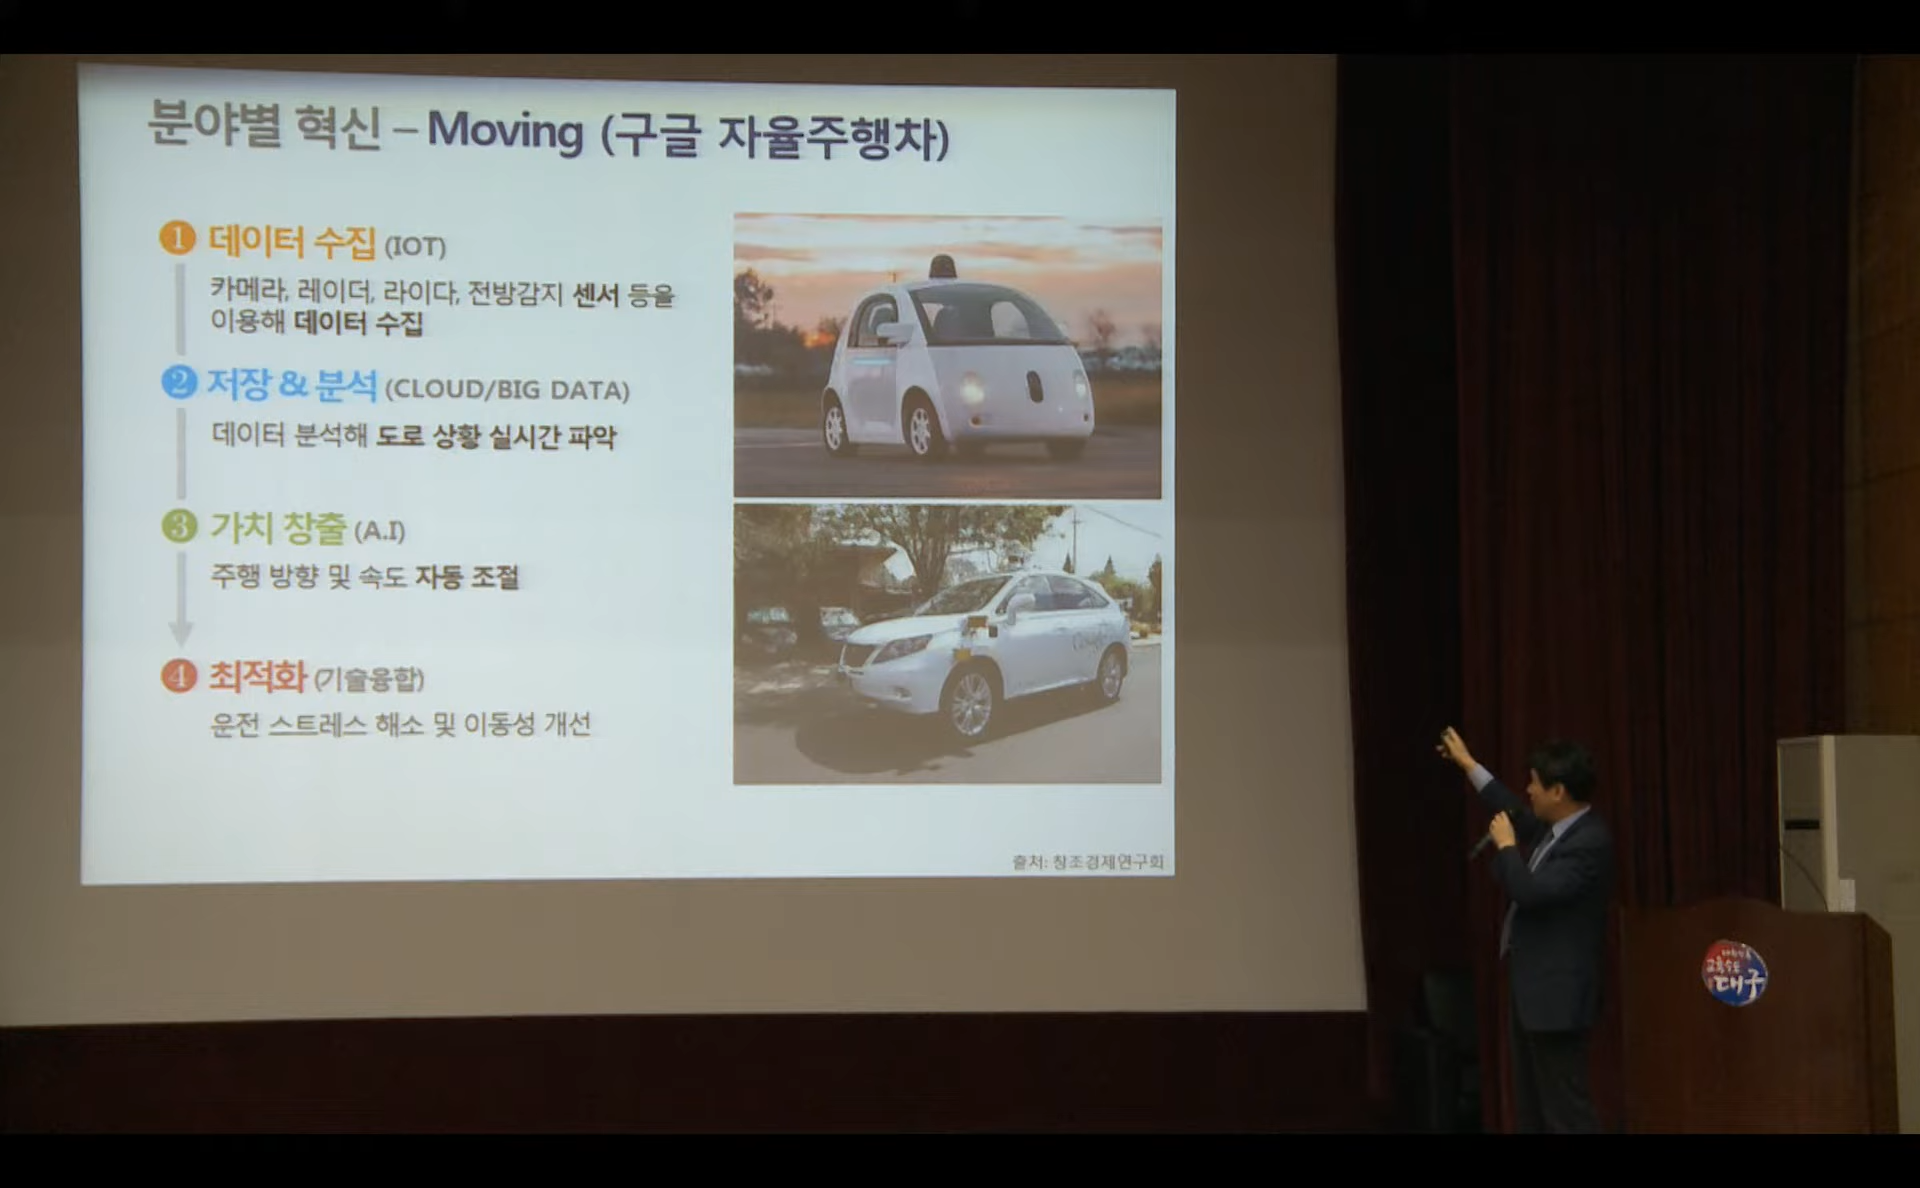 분야별 혁신 – Moving (구글 자율주행차)
1 데이터 수집 (IOT)
카메라, 레이더, 라이다, 전방감지 센서 등을
이용해 데이터 수집
2 저장 & 분석 (CLOUD/BIG DATA)
데이터 분석해 도로 상황 실시간 파악
3 가치 창출 (A.I)
주행 방향 및 속도 자동 조절
4 최적화 (기술융합)
운전 스트레스 해소 및 이동성 개선
Google
출처: 창조경제연구회
교육수도
대구